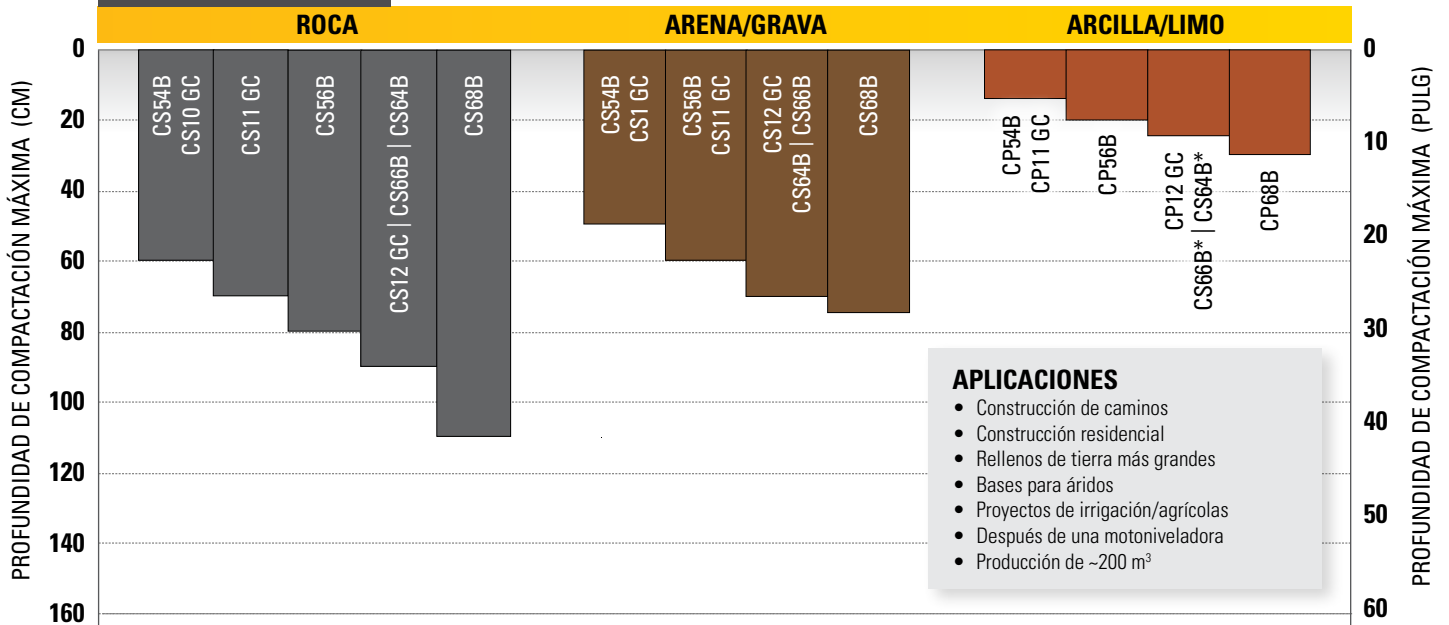 ROCA
ARENA/GRAVA
ARCILLA/LIMO
PROFUNDIDAD DE COMPACTACIÓN MÁXIMA (CM)
0
20
40
60
80
100
120
140
160
CS54B
CS10 GC
CS11 GC
CS56B
CS12 GC | CS66B | CS64B
CS68B
CS54B
CS1 GC
CS56B
CS11 GC
CS12 GC
CS64B | CS66B
CS68B
CP54B
CP11 GC
CP56B
CP12 GC
CS66B* | CS64B*
CP68B
APLICACIONES
• Construcción de caminos
• Construcción residencial
• Rellenos de tierra más grandes
• Bases para áridos
• Proyectos de irrigación/agrícolas
• Después de una motoniveladora
• Producción de ~200 m³
0
10
20
30
40
50
60
PROFUNDIDAD DE COMPACTACIÓN MÁXIMA (PULG)